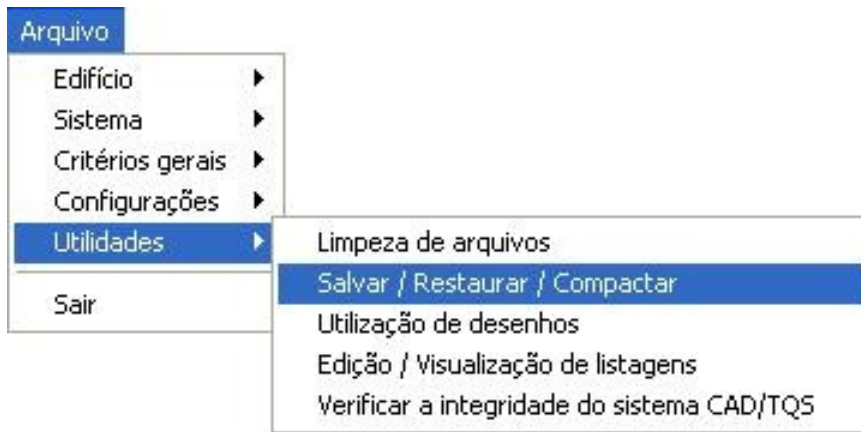 Arquivo
Edifício
Sistema
Critérios gerais
Configurações
Utilidades
Sair
Limpeza de arquivos
Salvar / Restaurar / Compactar
Utilização de desenhos
Edição / Visualização de listagens
Verificar a integridade do sistema CAD/TQS